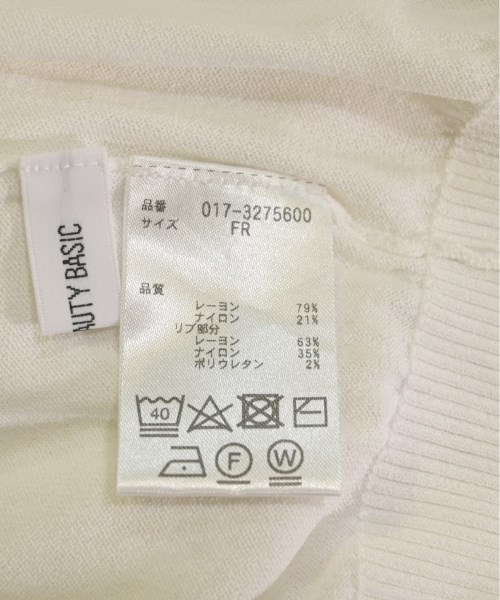 品番 017-3275600
サイズ FR
品質
レーヨン 79%
ナイロン 21%
リブ部分
レーヨン 63%
ナイロン 35%
ポリウレタン 2%
40
F
W
AUTY BASIC